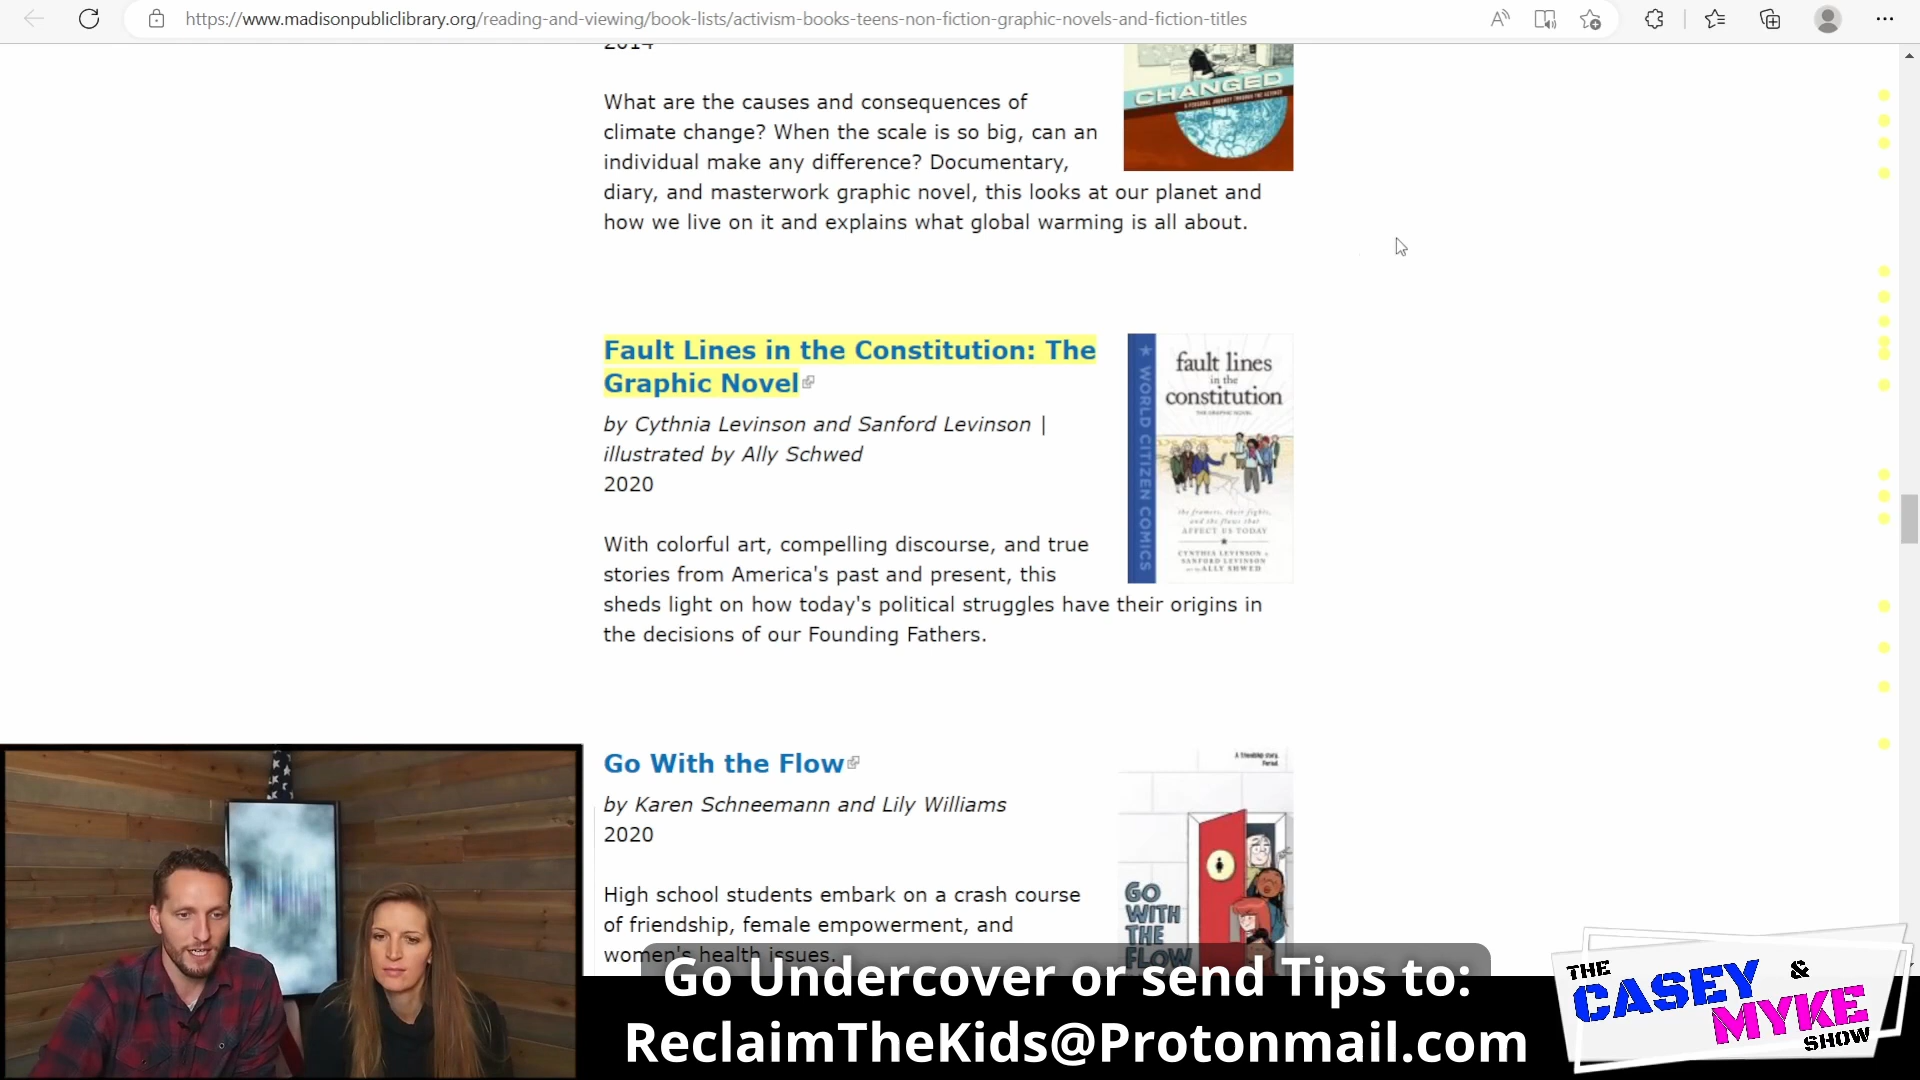 https://www.madisonpubliclibrary.org/reading-and-viewing/book-lists/activism-books-teens-non-fiction-graphic-novels-and-fiction-titles
2014
CHANGED
A PERSONAL JOURNEY THROUGH THE SCIENCE
What are the causes and consequences of
climate change? When the scale is so big, can an
individual make any difference? Documentary,
diary, and masterwork graphic novel, this looks at our planet and
how we live on it and explains what global warming is all about.
Fault Lines in the Constitution: The
Graphic Novel
by Cythnia Levinson and Sanford Levinson |
illustrated by Ally Schwed
2020
WORLD CITIZEN COMICS
fault lines
in the
constitution
THE GRAPHIC NOVEL
the framers, their fights,
and the flaws that
AFFECT US TODAY
CYNTHIA LEVINSON &
SANFORD LEVINSON
art by ALLY SHWED
With colorful art, compelling discourse, and true
stories from America's past and present, this
sheds light on how today's political struggles have their origins in
the decisions of our Founding Fathers.
Go With the Flow
by Karen Schneemann and Lily Williams
2020
A friendship story.
Period.
GO
WITH
THE
FLOW
High school students embark on a crash course
of friendship, female empowerment, and
women's health issues.
Go Undercover or send Tips to:
ReclaimTheKids@Protonmail.com
THE
CASEY &
MYKE
SHOW